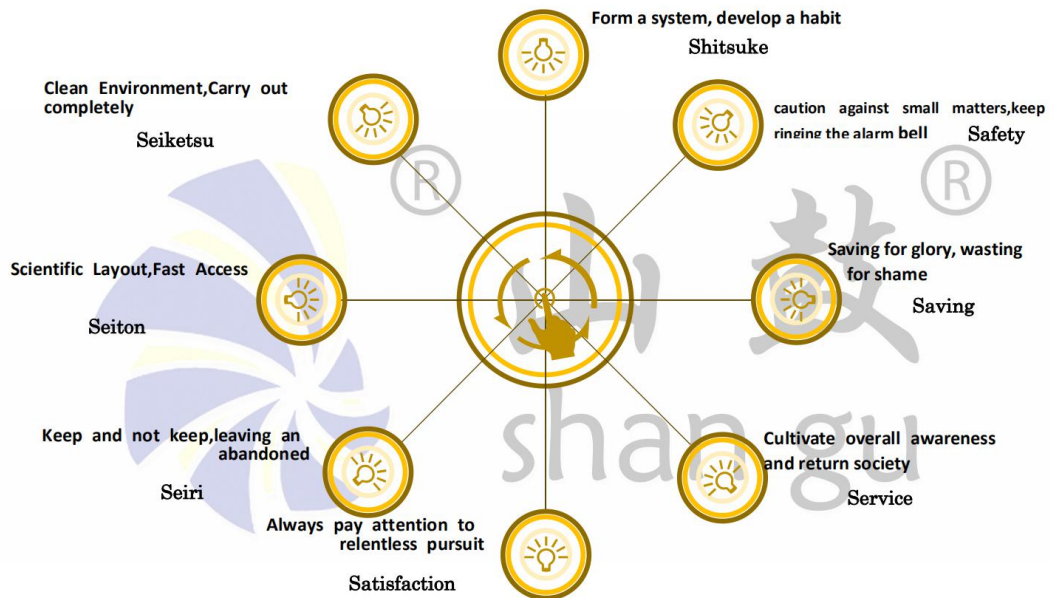 Form a system, develop a habit
Shitsuke
Clean Environment,Carry out
completely
Seiketsu
caution against small matters,keep
ringing the alarm bell
Safety
®
®
山鼓
Scientific Layout,Fast Access
Seiton
Saving for glory, wasting
for shame
Saving
shan gu
Keep and not keep,leaving an
abandoned
Seiri
Cultivate overall awareness
and return society
Service
Always pay attention to
relentless pursuit
Satisfaction